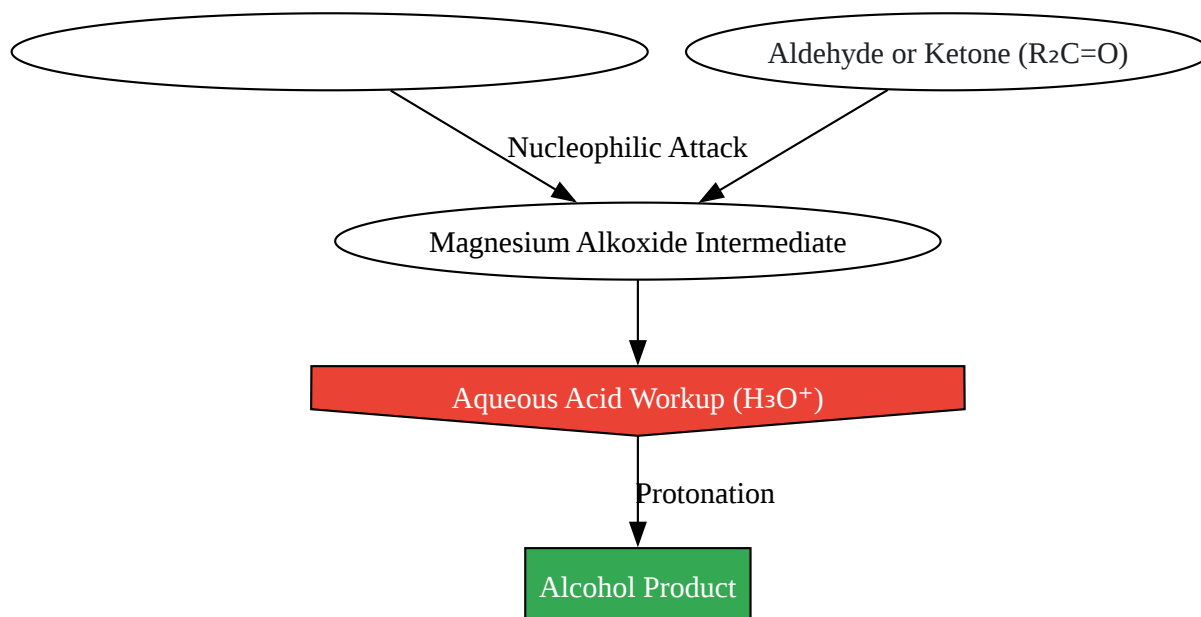 Aldehyde or Ketone (R₂C=O)
Nucleophilic Attack
Magnesium Alkoxide Intermediate
Aqueous Acid Workup (H₃O⁺)
Protonation
Alcohol Product